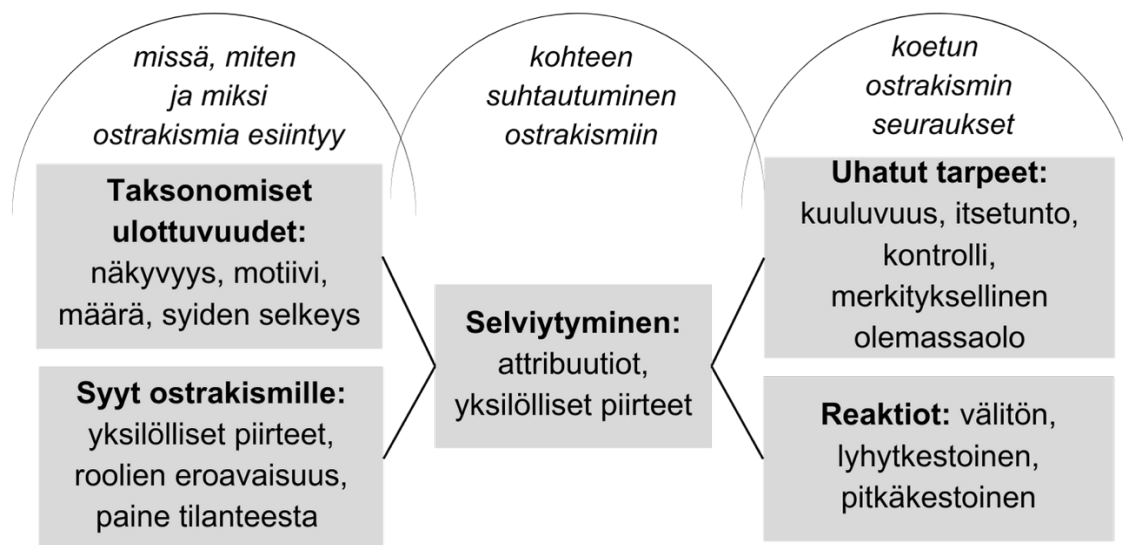 missä, miten
ja miksi
ostrakismia esiintyy
Taksonomiset
ulottuvuudet:
näkyvyys, motiivi,
määrä, syiden selkeys
Syyt ostrakismille:
yksilölliset piirteet,
roolien eroavaisuus,
paine tilanteesta
kohteen
suhtautuminen
ostrakismiin
Selviytyminen:
attribuutiot,
yksilölliset piirteet
koetun
ostrakismin
seuraukset
Uhatut tarpeet:
kuuluvuus, itsetunto,
kontrolli,
merkityksellinen
olemassaolo
Reaktiot: välitön,
lyhytkestoinen,
pitkäkestoinen